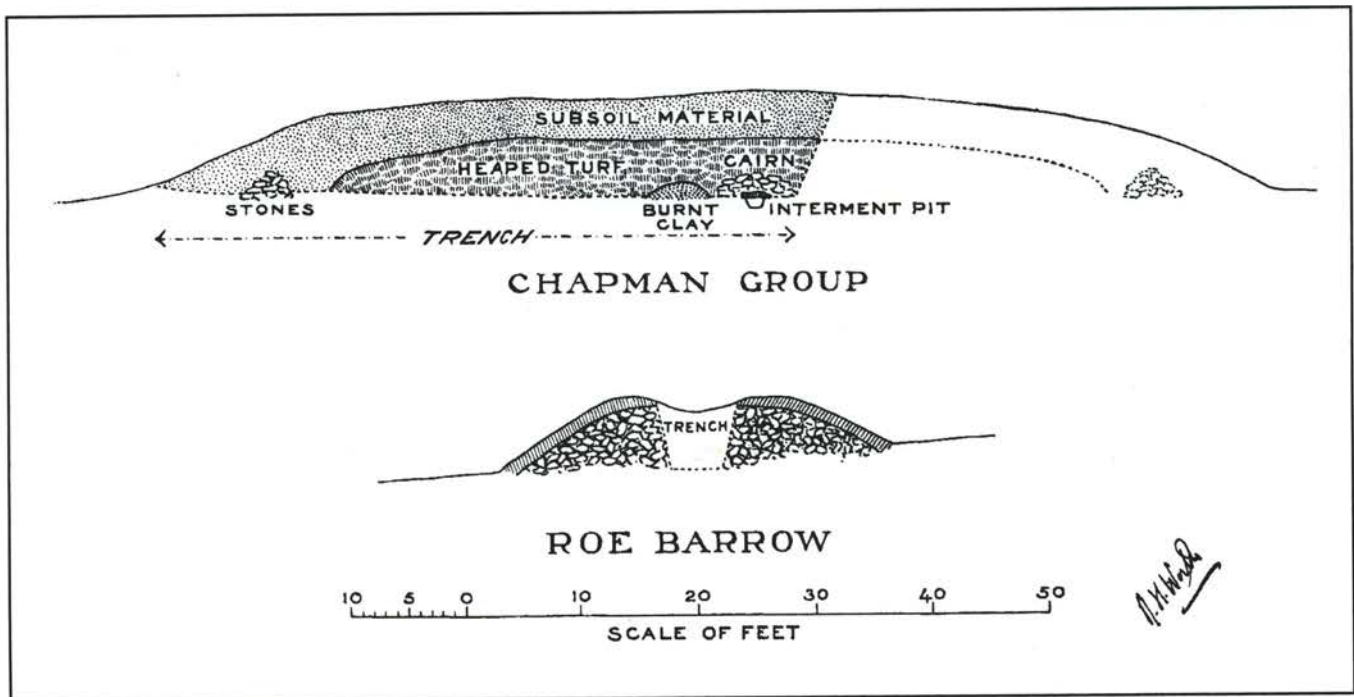 SUBSOIL MATERIAL
HEAPED TURF
CAIRN
STONES
BURNT
CLAY
INTERMENT PIT
TRENCH
CHAPMAN GROUP
TRENCH
ROE BARROW
10 5 0 10 20 30 40 50
SCALE OF FEET